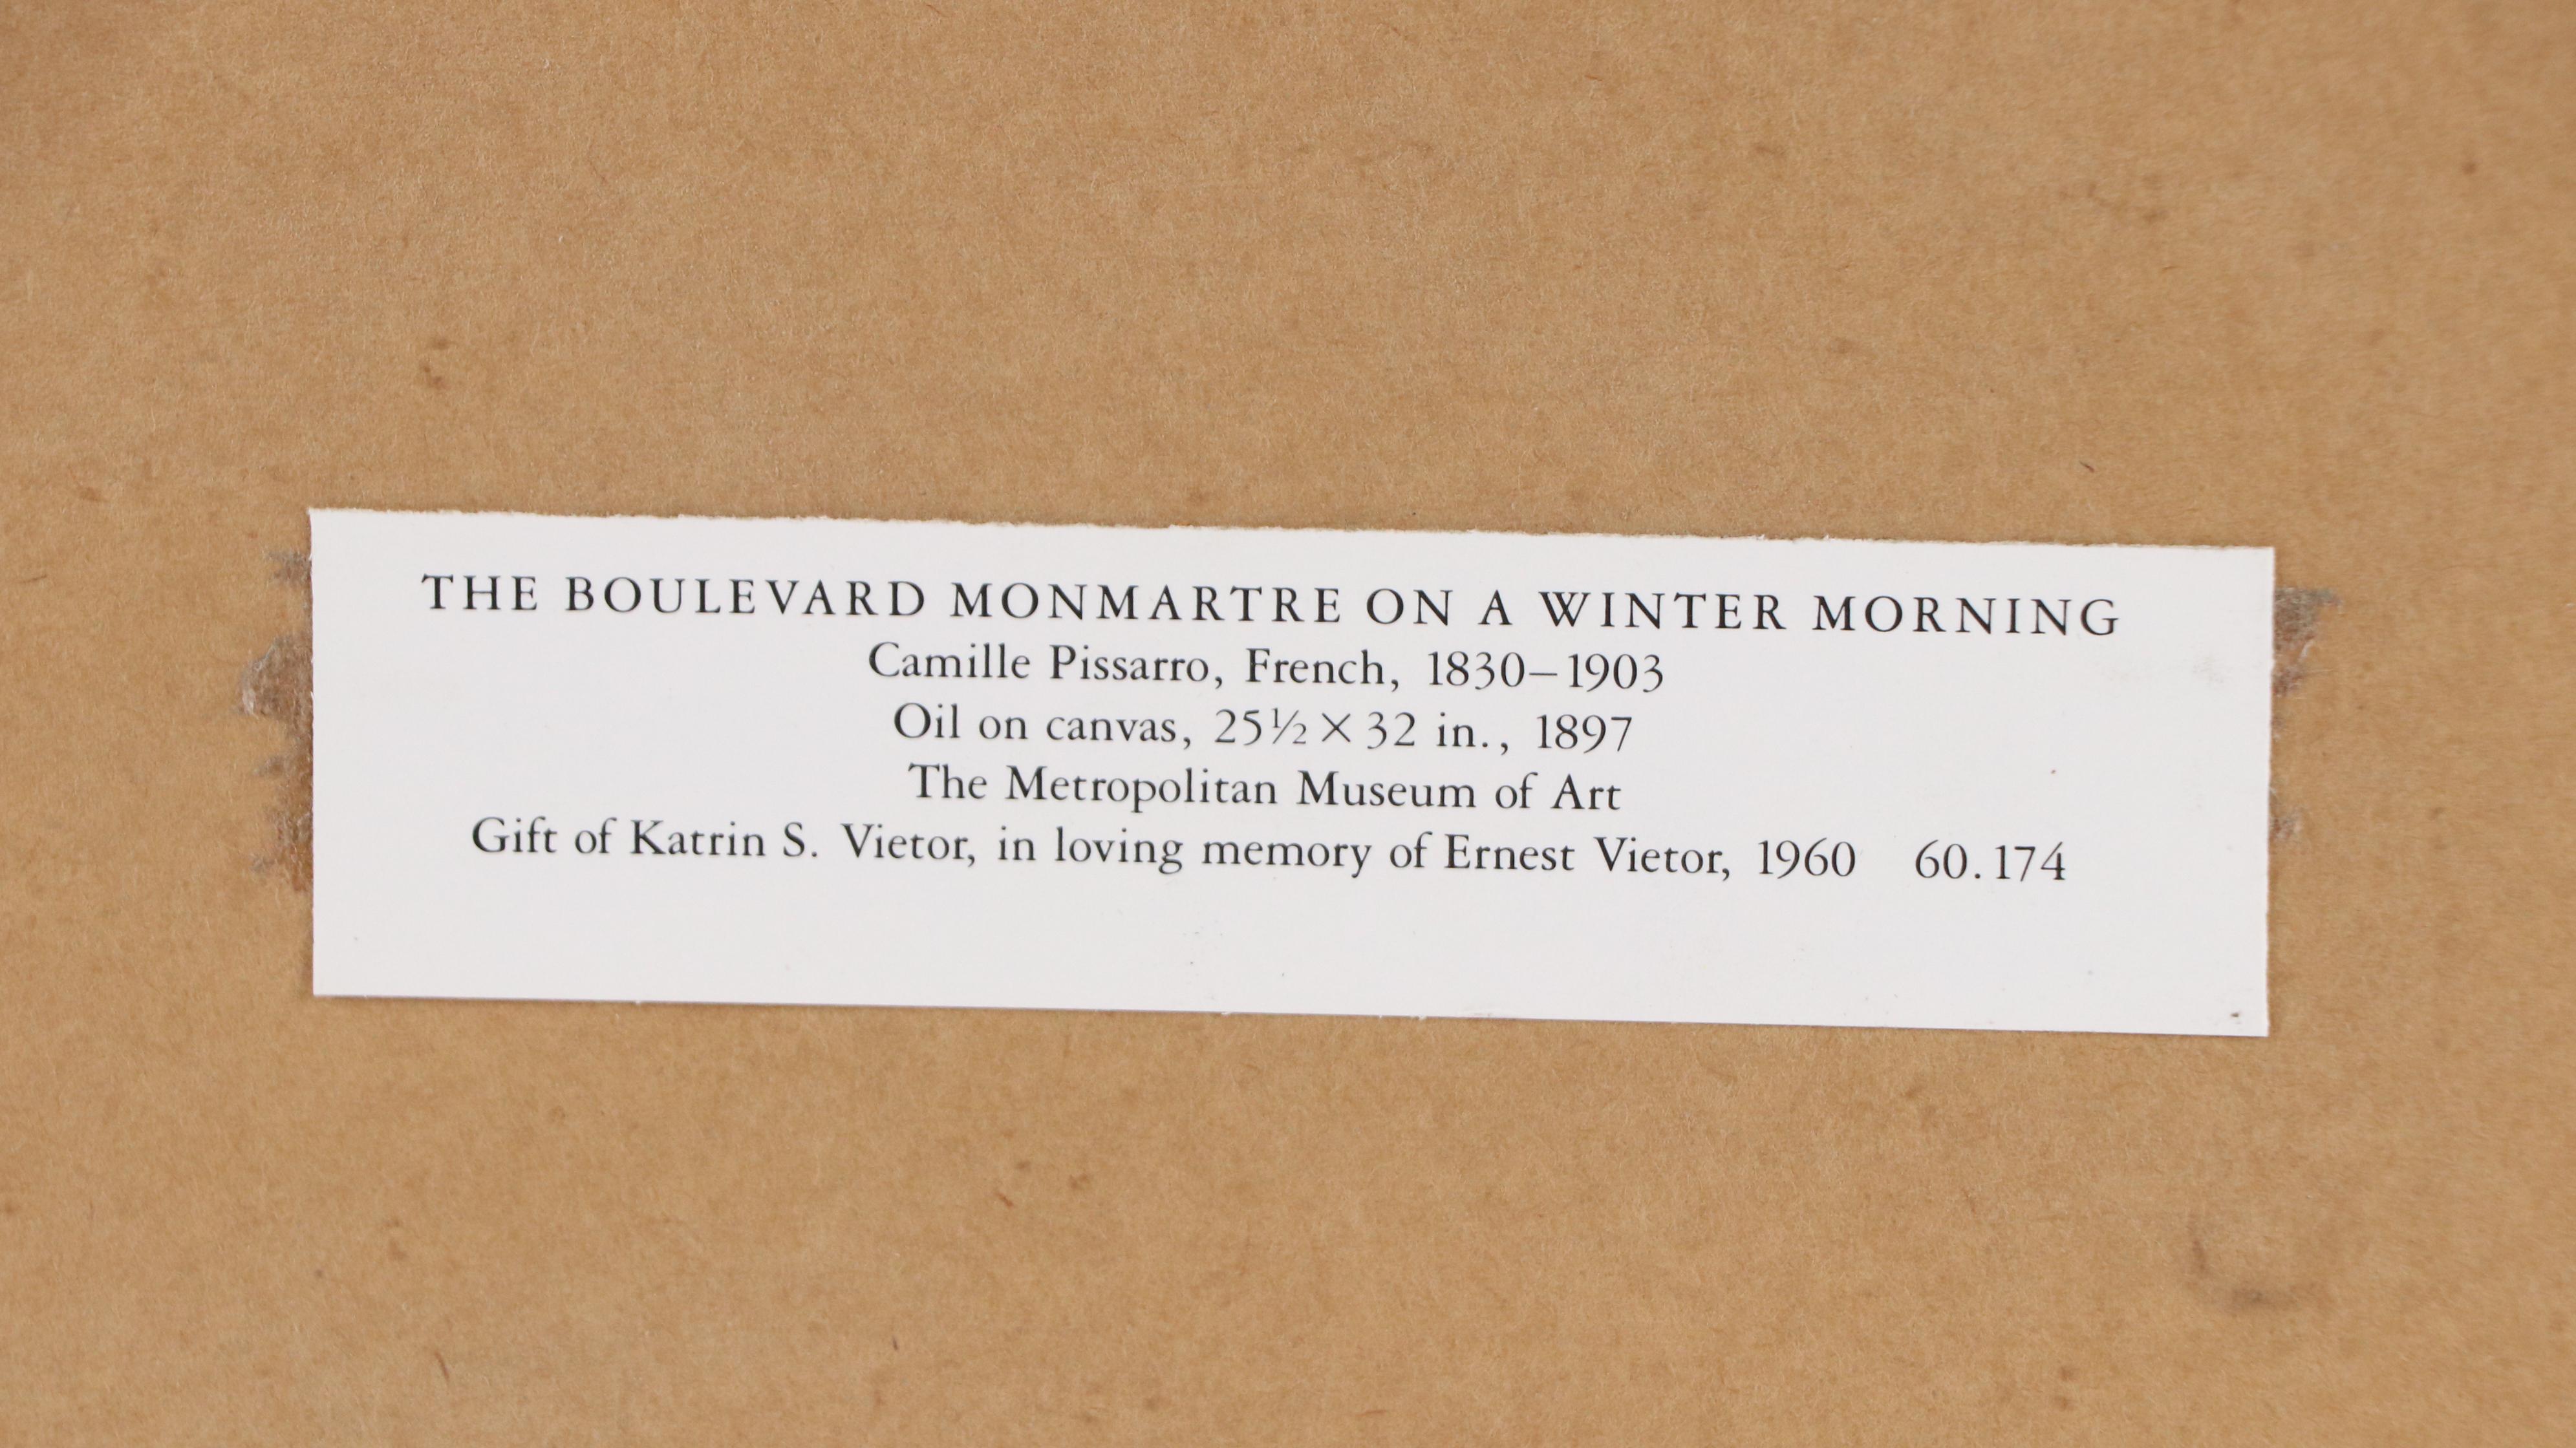 THE BOULEVARD MONMARTRE ON A WINTER MORNING
Camille Pissarro, French, 1830–1903
Oil on canvas, 25½ × 32 in., 1897
The Metropolitan Museum of Art
Gift of Katrin S. Vietor, in loving memory of Ernest Vietor, 1960 60.174